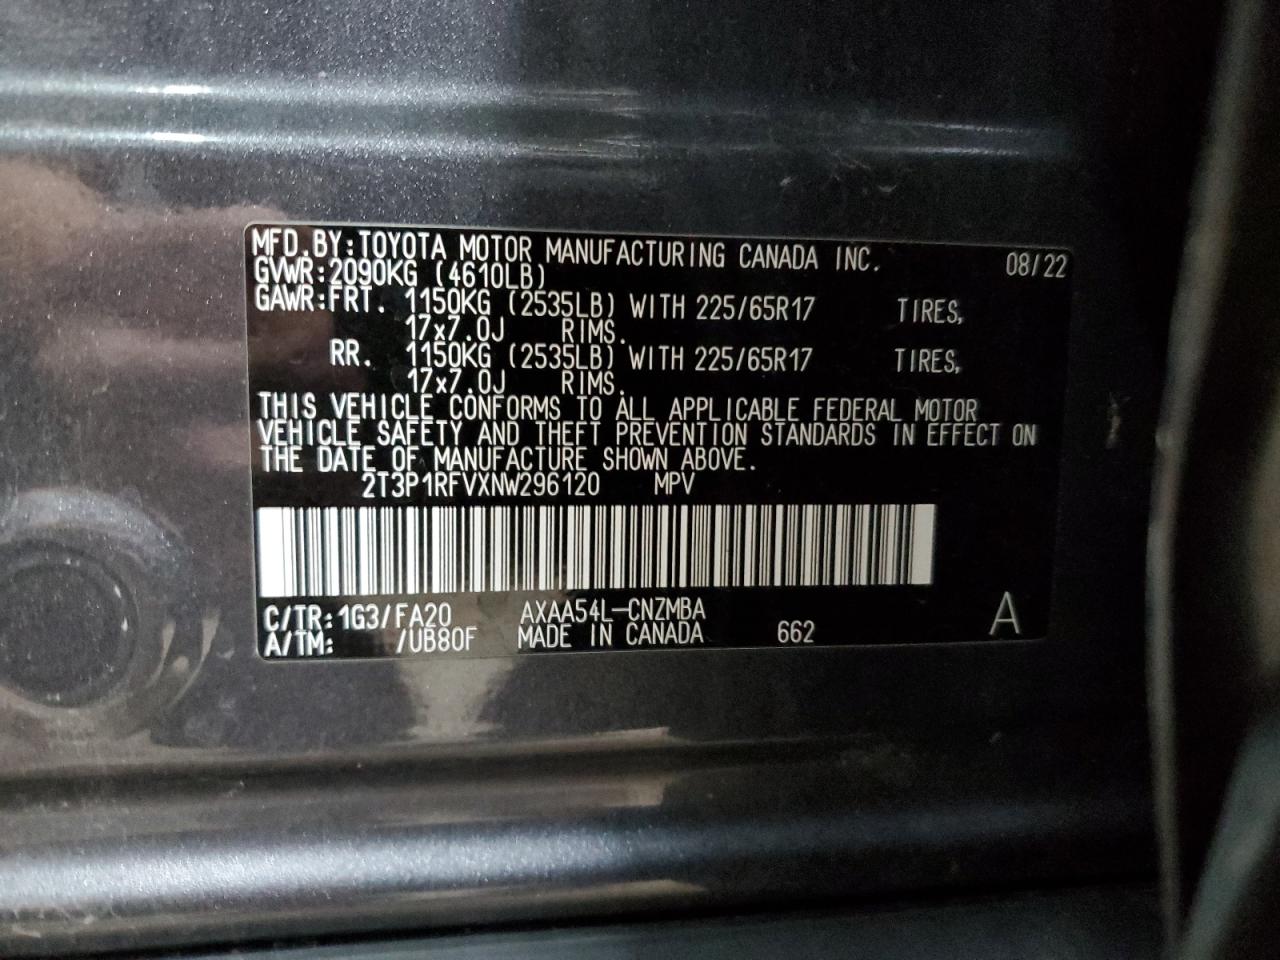 MFD.BY:TOYOTA MOTOR MANUFACTURING CANADA INC. 08/22
GVWR:2090KG (4610LB)
GAWR:FRT. 1150KG (2535LB) WITH 225/65R17 TIRES,
17x7.0J RIMS.
RR. 1150KG (2535LB) WITH 225/65R17 TIRES,
17x7.0J RIMS.
THIS VEHICLE CONFORMS TO ALL APPLICABLE FEDERAL MOTOR
VEHICLE SAFETY AND THEFT PREVENTION STANDARDS IN EFFECT ON
THE DATE OF MANUFACTURE SHOWN ABOVE.
2T3P1RFVXNW296120 MPV
C/TR:1G3/FA20 AXAA54L-CNZMBA
A/TM: /UB80F MADE IN CANADA 662 A